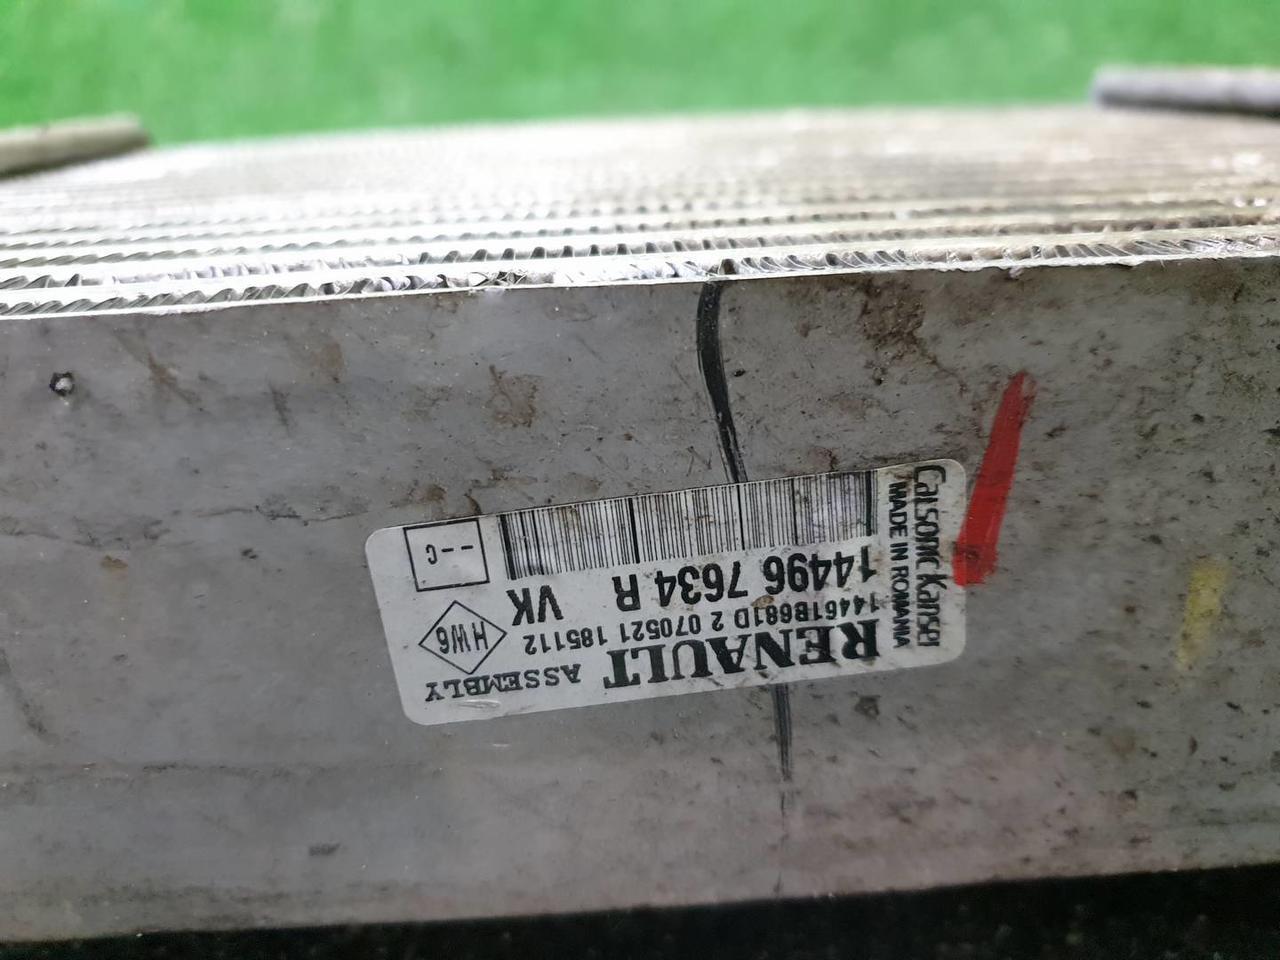 RENAULT ASSEMBLY
14461B681D 2 070521 185112
HW6
14496 7634 R VK
--C
Calsonic Kansei
MADE IN ROMANIA